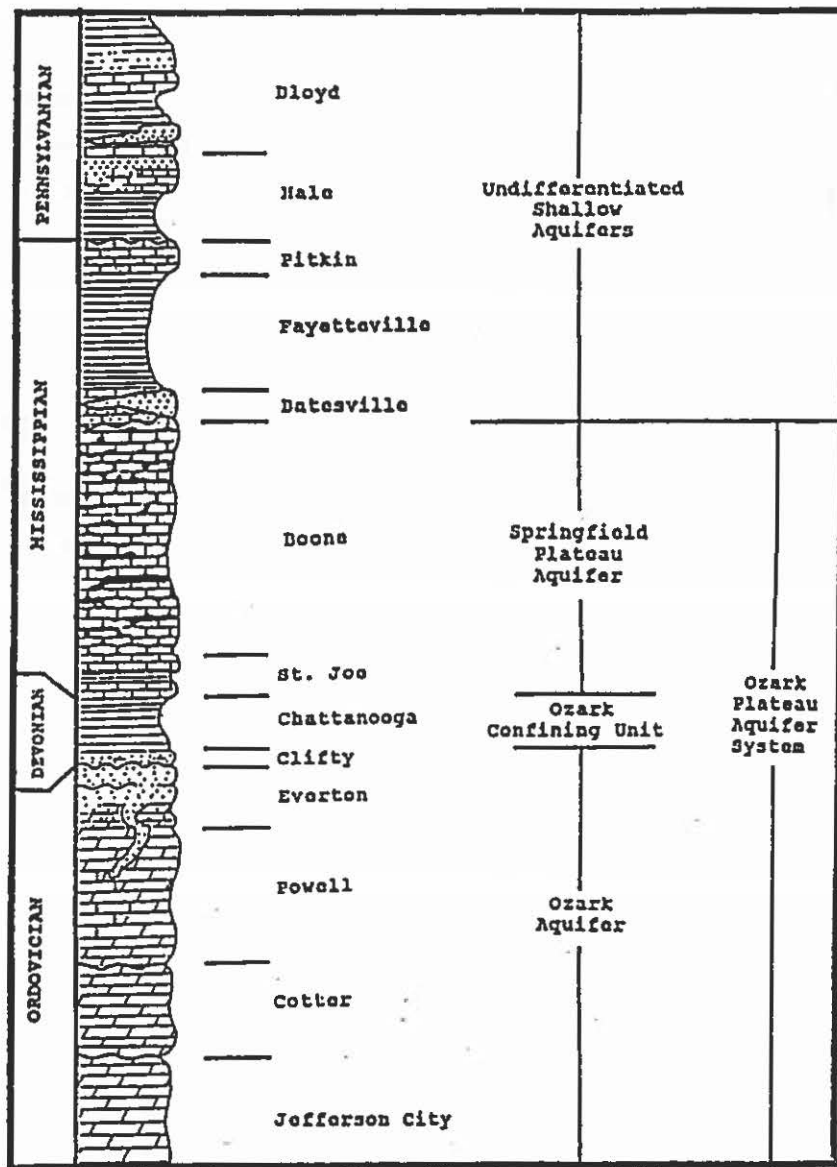 PENNSYLVANIAN
MISSISSIPPIAN
DEVONIAN
ORDOVICIAN
Bloyd
Hale
Pitkin
Fayetteville
Batesville
Boone
St. Joe
Chattanooga
Clifty
Everton
Powell
Cotter
Jefferson City
Undifferentiated
Shallow
Aquifers
Springfield
Plateau
Aquifer
Ozark
Confining Unit
Ozark
Aquifer
Ozark
Plateau
Aquifer
System